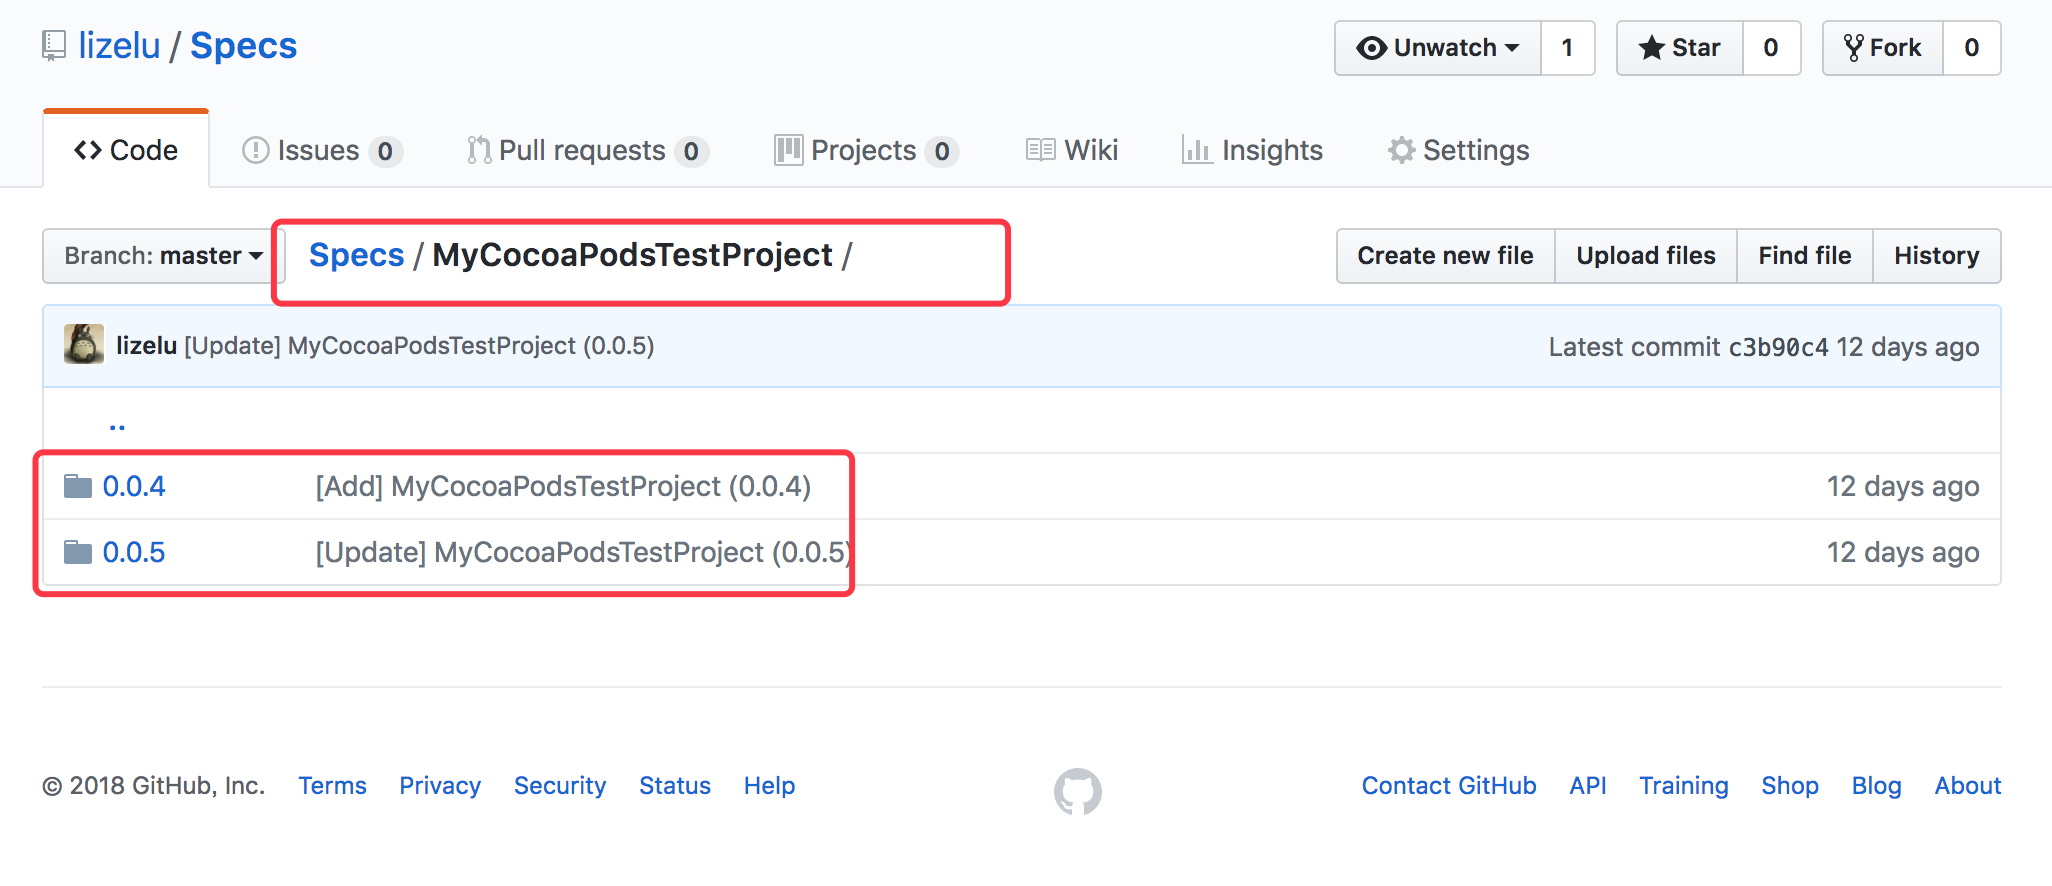 lizelu / Specs
Unwatch 1 Star 0 Fork 0
Code Issues 0 Pull requests 0 Projects 0 Wiki Insights Settings
Branch: master Specs / MyCocoaPodsTestProject / Create new file Upload files Find file History
lizelu [Update] MyCocoaPodsTestProject (0.0.5) Latest commit c3b90c4 12 days ago
..
0.0.4 [Add] MyCocoaPodsTestProject (0.0.4) 12 days ago
0.0.5 [Update] MyCocoaPodsTestProject (0.0.5) 12 days ago
© 2018 GitHub, Inc. Terms Privacy Security Status Help Contact GitHub API Training Shop Blog About